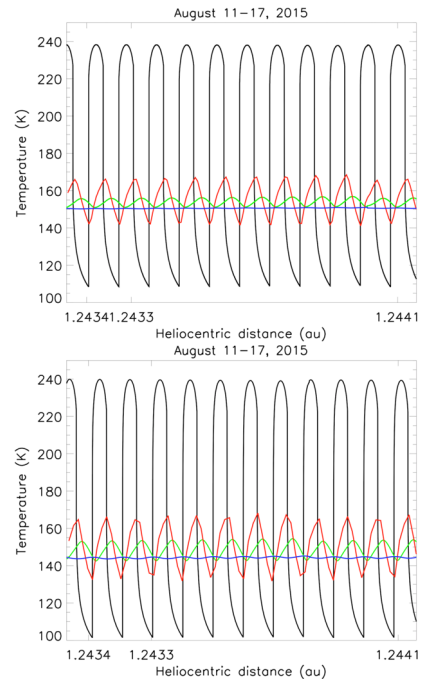 August 11-17, 2015
240
220
200
180
160
140
120
100
Temperature (K)
1.24341.2433 1.2441
Heliocentric distance (au)
August 11-17, 2015
240
220
200
180
160
140
120
100
Temperature (K)
1.2434 1.2433 1.2441
Heliocentric distance (au)